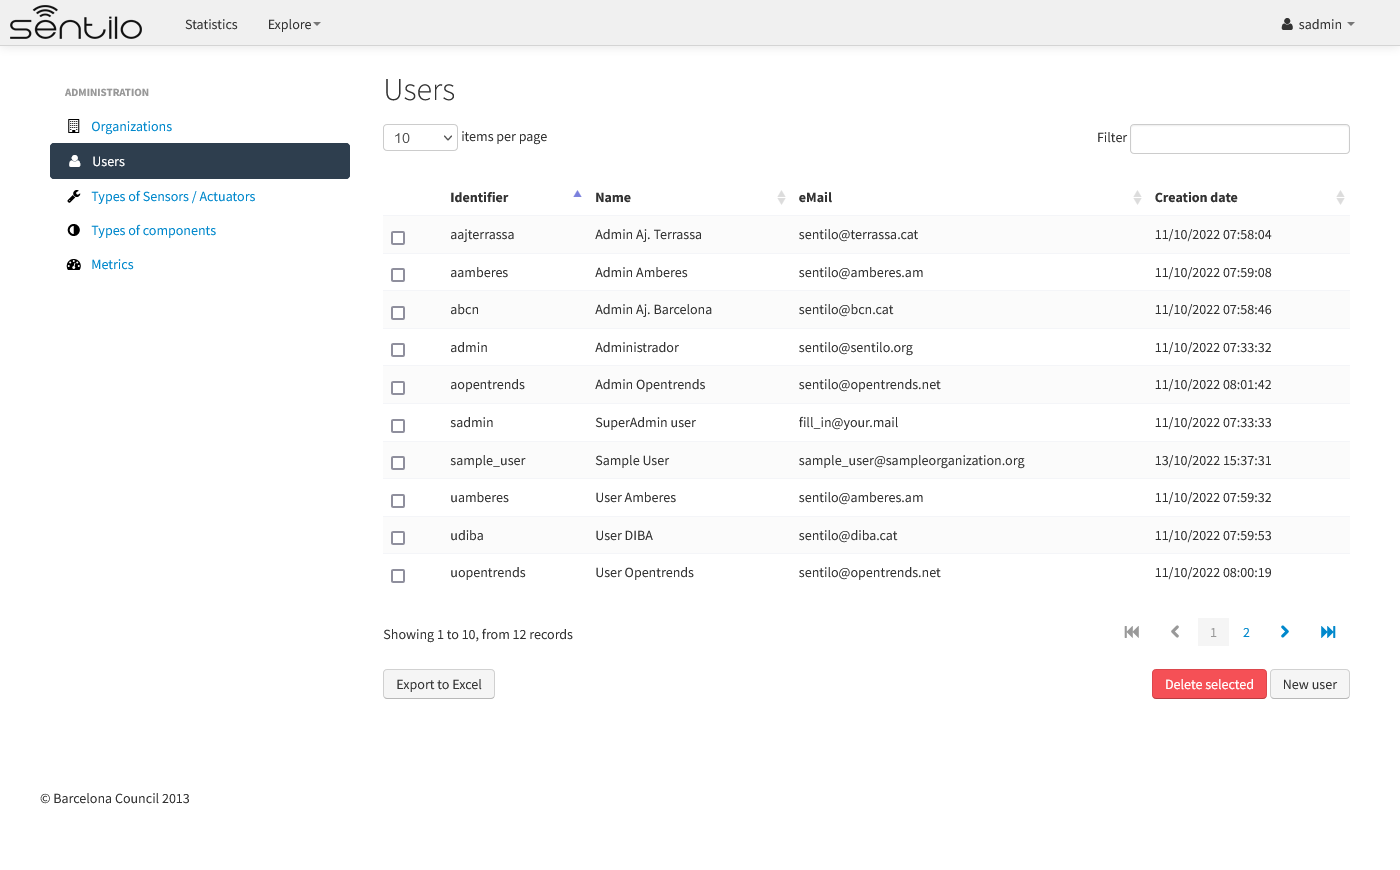 sentilo Statistics Explore sadmin
ADMINISTRATION
Organizations
Users
Types of Sensors / Actuators
Types of components
Metrics
Users
10 items per page Filter
Identifier Name eMail Creation date
aajterrassa Admin Aj. Terrassa sentilo@terrassa.cat 11/10/2022 07:58:04
aamberes Admin Amberes sentilo@amberes.am 11/10/2022 07:59:08
abcn Admin Aj. Barcelona sentilo@bcn.cat 11/10/2022 07:58:46
admin Administrador sentilo@sentilo.org 11/10/2022 07:33:32
aopentrends Admin Opentrends sentilo@opentrends.net 11/10/2022 08:01:42
sadmin SuperAdmin user fill_in@your.mail 11/10/2022 07:33:33
sample_user Sample User sample_user@sampleorganization.org 13/10/2022 15:37:31
uamberes User Amberes sentilo@amberes.am 11/10/2022 07:59:32
udiba User DIBA sentilo@diba.cat 11/10/2022 07:59:53
uopentrends User Opentrends sentilo@opentrends.net 11/10/2022 08:00:19
Showing 1 to 10, from 12 records 1 2
Export to Excel Delete selected New user
© Barcelona Council 2013